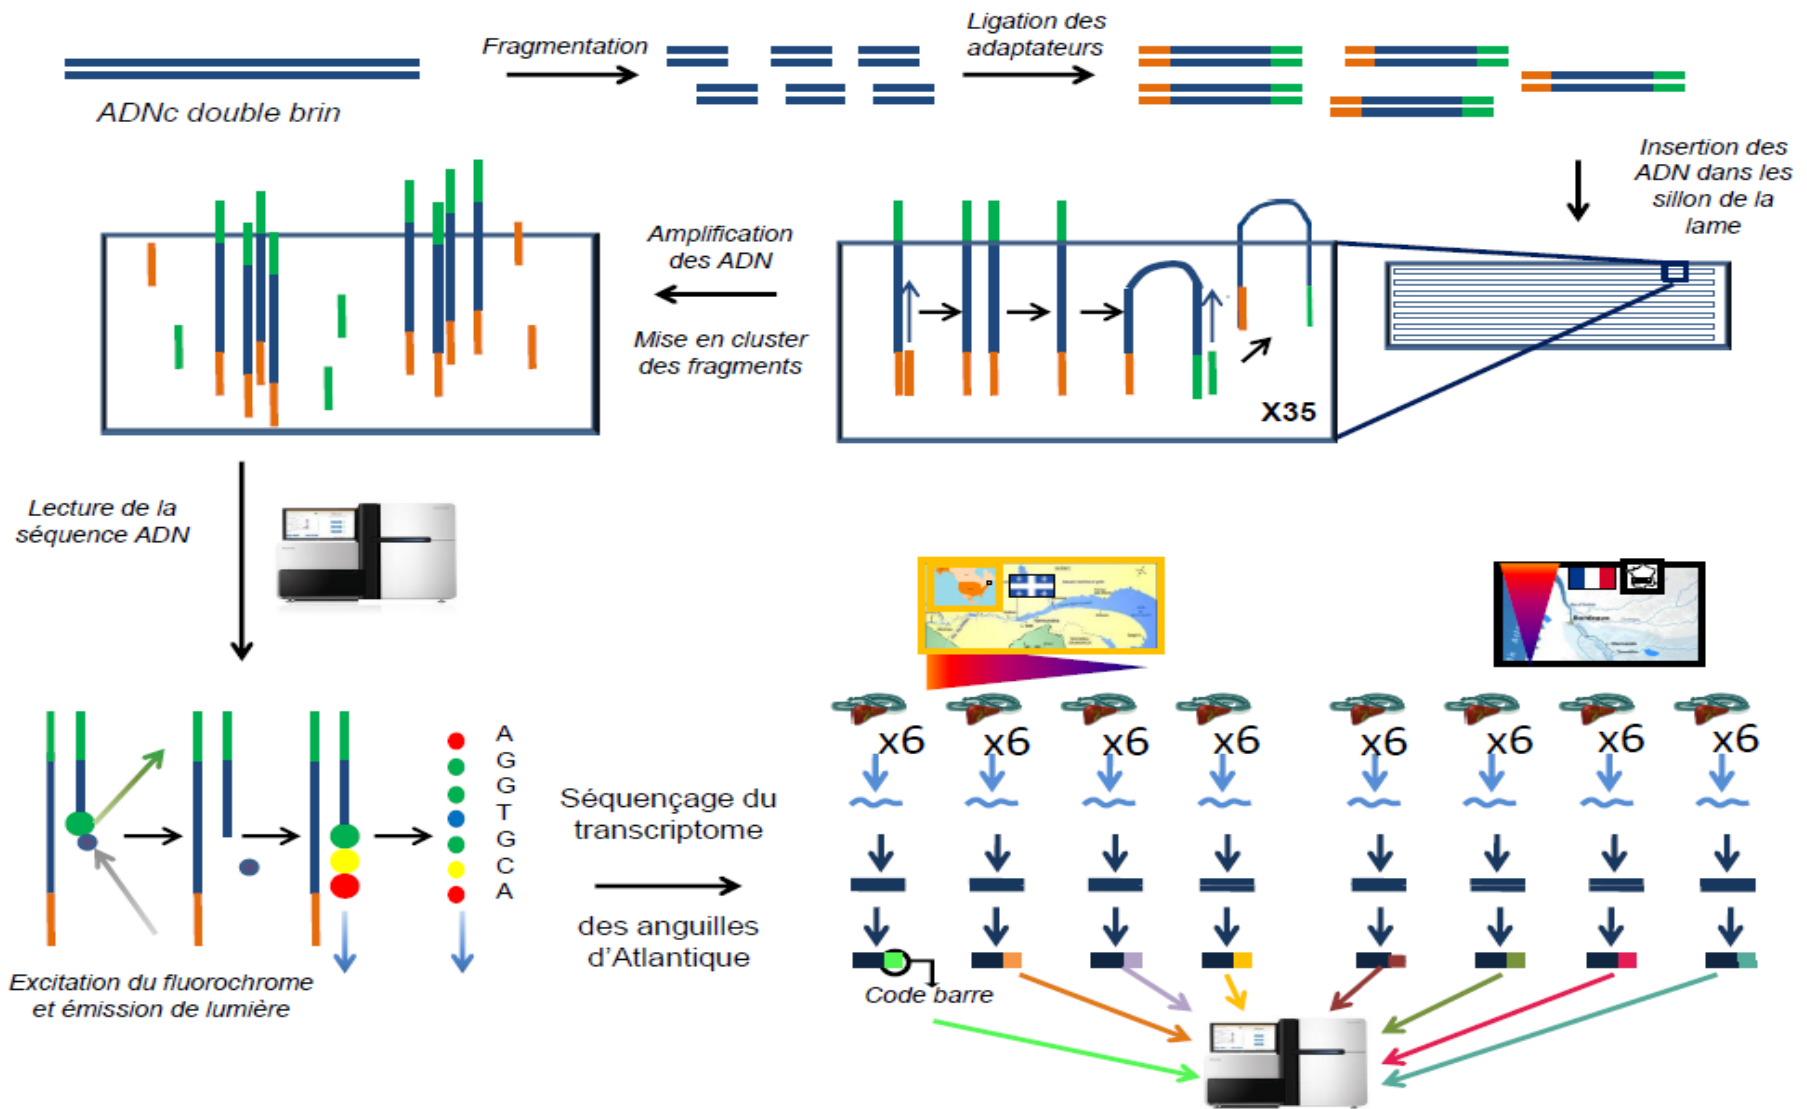 Fragmentation
Ligation des
adaptateurs
ADNc double brin
Insertion des
ADN dans les
sillon de la
lame
Amplification
des ADN
Mise en cluster
des fragments
X35
Lecture de la
séquence ADN
A
G
G
T
G
C
A
Excitation du fluorochrome
et émission de lumière
Séquençage du
transcriptome
des anguilles
d'Atlantique
Bordeaux
x6
x6
x6
x6
x6
x6
x6
x6
Code barre